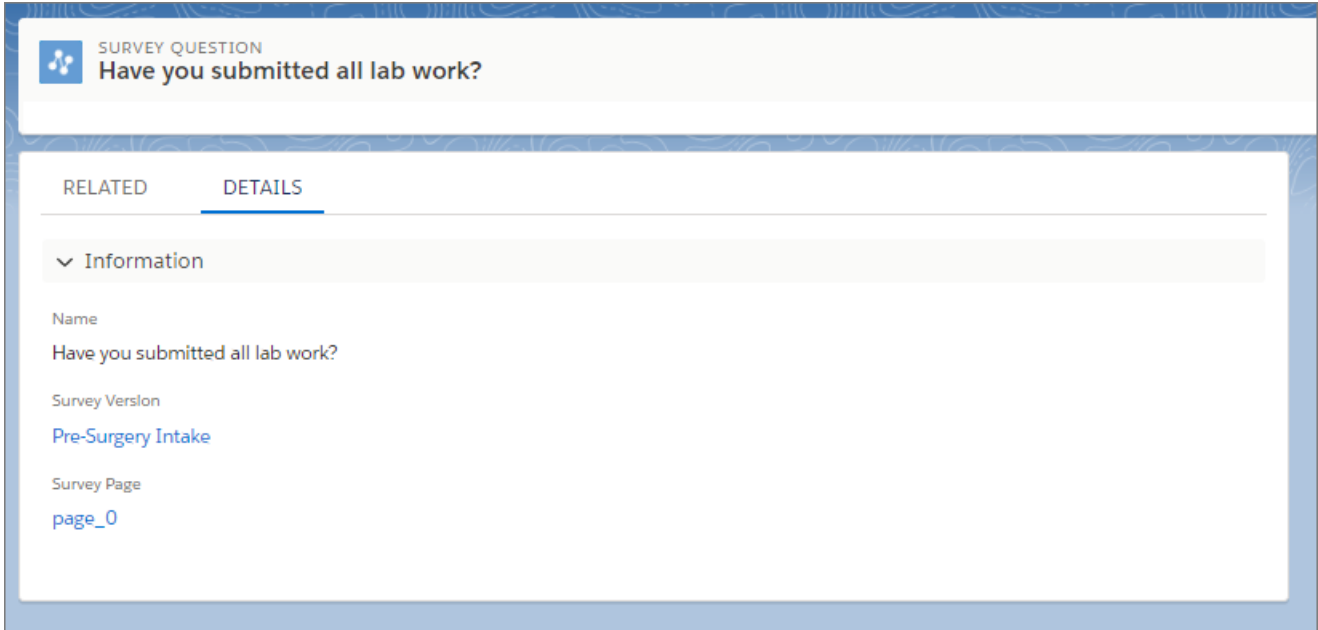 SURVEY QUESTION
Have you submitted all lab work?
RELATED DETAILS
Information
Name
Have you submitted all lab work?
Survey Version
Pre-Surgery Intake
Survey Page
page_0